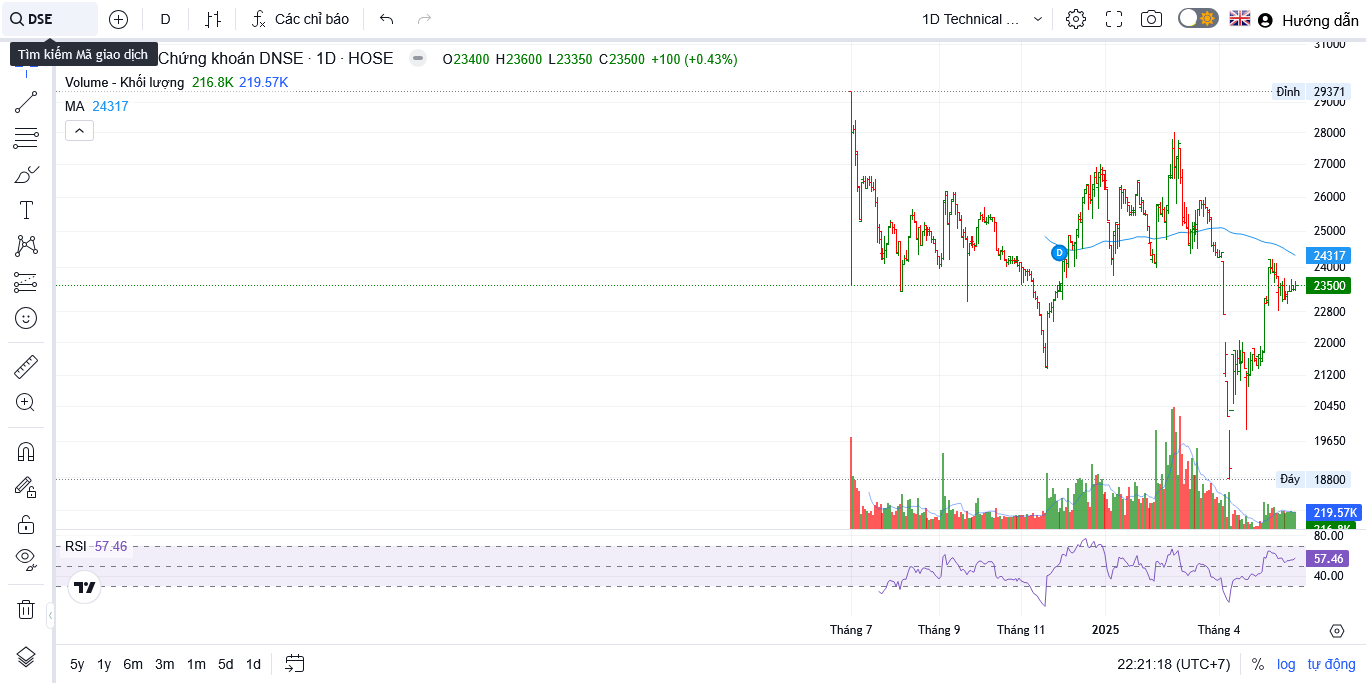 DSE
D
Các chỉ báo
1D Technical ...
Hướng dẫn
Tìm kiếm Mã giao dịch
Chứng khoán DNSE · 1D · HOSE
O23400 H23600 L23350 C23500 +100 (+0.43%)
Volume - Khối lượng 216.8K 219.57K
MA 24317
31000
Đỉnh 29371
29000
28000
27000
26000
25000
D
24317
24000
23500
22800
22000
21200
20450
19650
Đáy 18800
219.57K
216.8K
80.00
RSI 57.46
57.46
40.00
Tháng 7 Tháng 9 Tháng 11 2025 Tháng 4
5y 1y 6m 3m 1m 5d 1d
22:21:18 (UTC+7) % log tự động